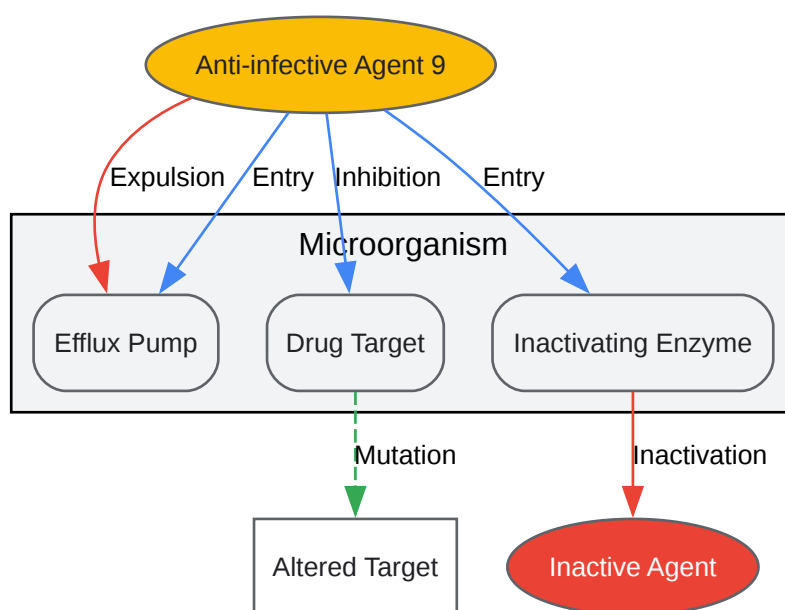 Anti-infective Agent 9
Expulsion
Entry
Inhibition
Entry
Microorganism
Efflux Pump
Drug Target
Inactivating Enzyme
Mutation
Inactivation
Altered Target
Inactive Agent